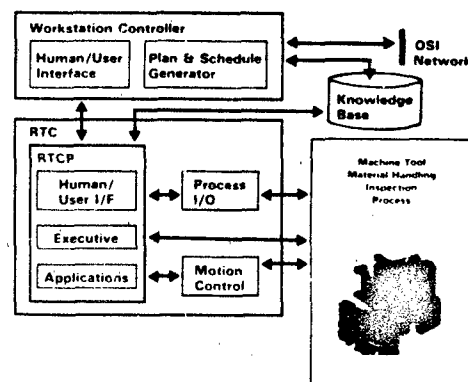 Workstation Controller
Human/User
Interface
Plan & Schedule
Generator
OSI
Network
Knowledge
Base
RTC
RTCP
Human/
User I/F
Process
I/O
Executive
Applications
Motion
Control
Machine Tool
Material Handling
Inspection
Process